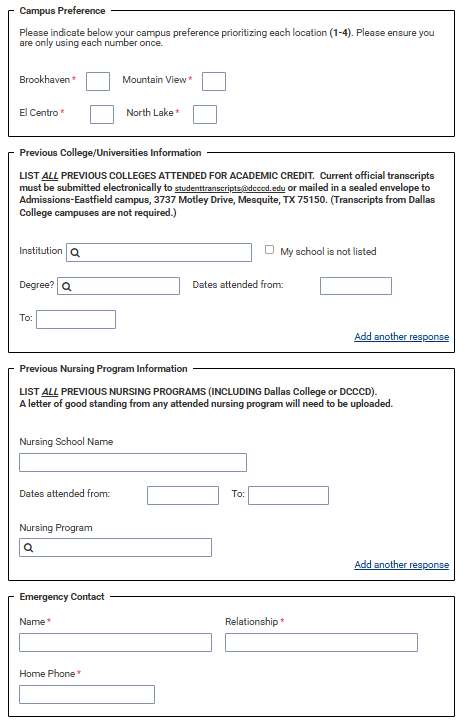 Campus Preference
Please indicate below your campus preference prioritizing each location (1-4). Please ensure you
are only using each number once.
Brookhaven * Mountain View *
El Centro * North Lake *
Previous College/Universities Information
LIST ALL PREVIOUS COLLEGES ATTENDED FOR ACADEMIC CREDIT. Current official transcripts
must be submitted electronically to studenttranscripts@dcccd.edu or mailed in a sealed envelope to
Admissions-Eastfield campus, 3737 Motley Drive, Mesquite, TX 75150. (Transcripts from Dallas
College campuses are not required.)
Institution My school is not listed
Degree? Dates attended from:
To:
Add another response
Previous Nursing Program Information
LIST ALL PREVIOUS NURSING PROGRAMS (INCLUDING Dallas College or DCCCD).
A letter of good standing from any attended nursing program will need to be uploaded.
Nursing School Name
Dates attended from: To:
Nursing Program
Add another response
Emergency Contact
Name * Relationship *
Home Phone *